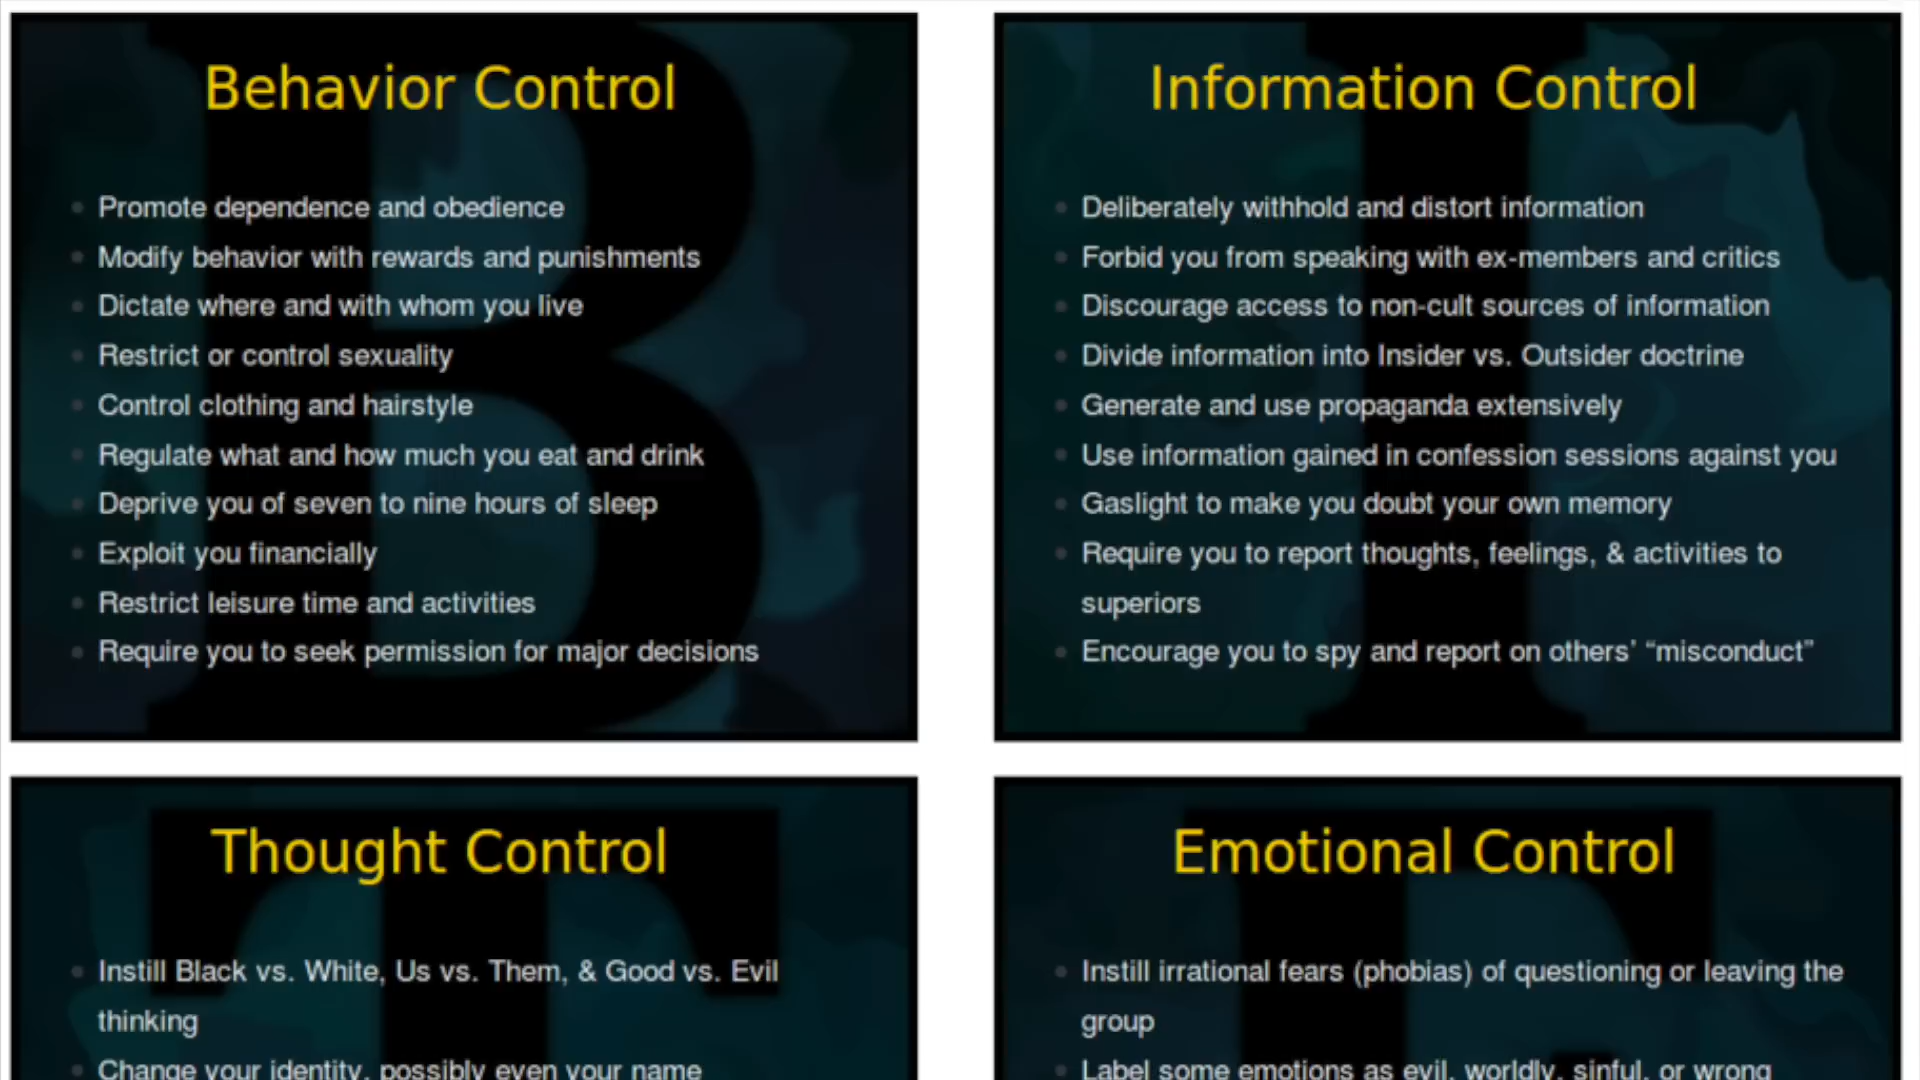 Behavior Control
Promote dependence and obedience
Modify behavior with rewards and punishments
Dictate where and with whom you live
Restrict or control sexuality
Control clothing and hairstyle
Regulate what and how much you eat and drink
Deprive you of seven to nine hours of sleep
Exploit you financially
Restrict leisure time and activities
Require you to seek permission for major decisions
Information Control
Deliberately withhold and distort information
Forbid you from speaking with ex-members and critics
Discourage access to non-cult sources of information
Divide information into Insider vs. Outsider doctrine
Generate and use propaganda extensively
Use information gained in confession sessions against you
Gaslight to make you doubt your own memory
Require you to report thoughts, feelings, & activities to
superiors
Encourage you to spy and report on others’ “misconduct”
Thought Control
Instill Black vs. White, Us vs. Them, & Good vs. Evil
thinking
Change your identity, possibly even your name
Emotional Control
Instill irrational fears (phobias) of questioning or leaving the
group
Label some emotions as evil, worldly, sinful, or wrong